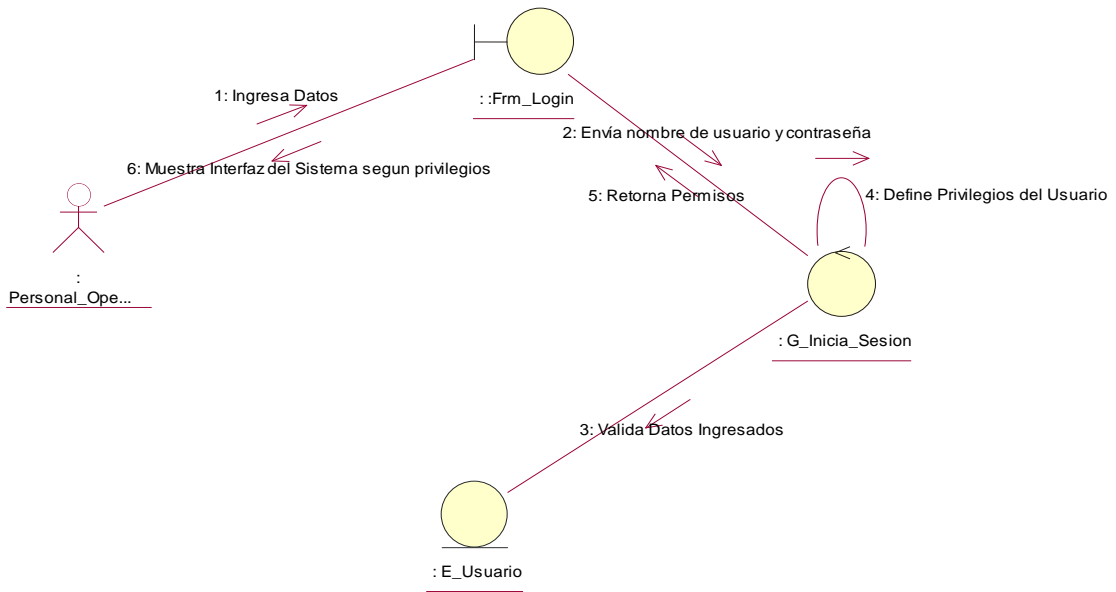 1: Ingresa Datos
: :Frm_Login
2: Envía nombre de usuario y contraseña
6: Muestra Interfaz del Sistema segun privilegios
5: Retorna Permisos
4: Define Privilegios del Usuario
:
Personal_Ope...
: G_Inicia_Sesion
3: Valida Datos Ingresados
: E_Usuario